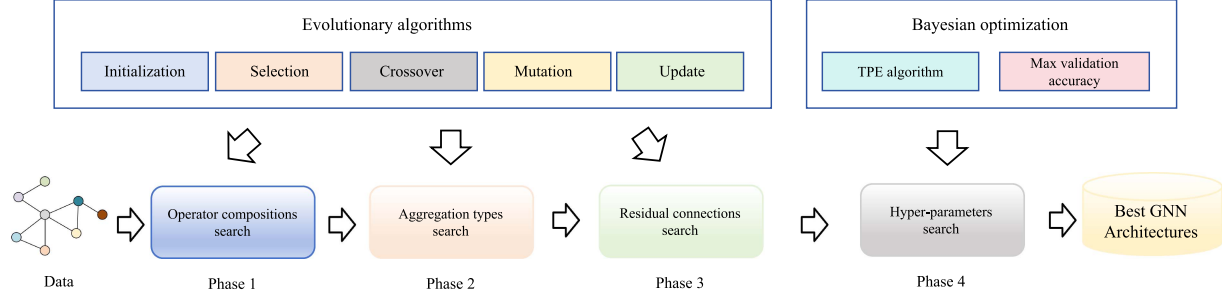 Evolutionary algorithms
Initialization
Selection
Crossover
Mutation
Update
Bayesian optimization
TPE algorithm
Max validation
accuracy
Operator compositions
search
Aggregation types
search
Residual connections
search
Hyper-parameters
search
Best GNN
Architectures
Data
Phase 1
Phase 2
Phase 3
Phase 4